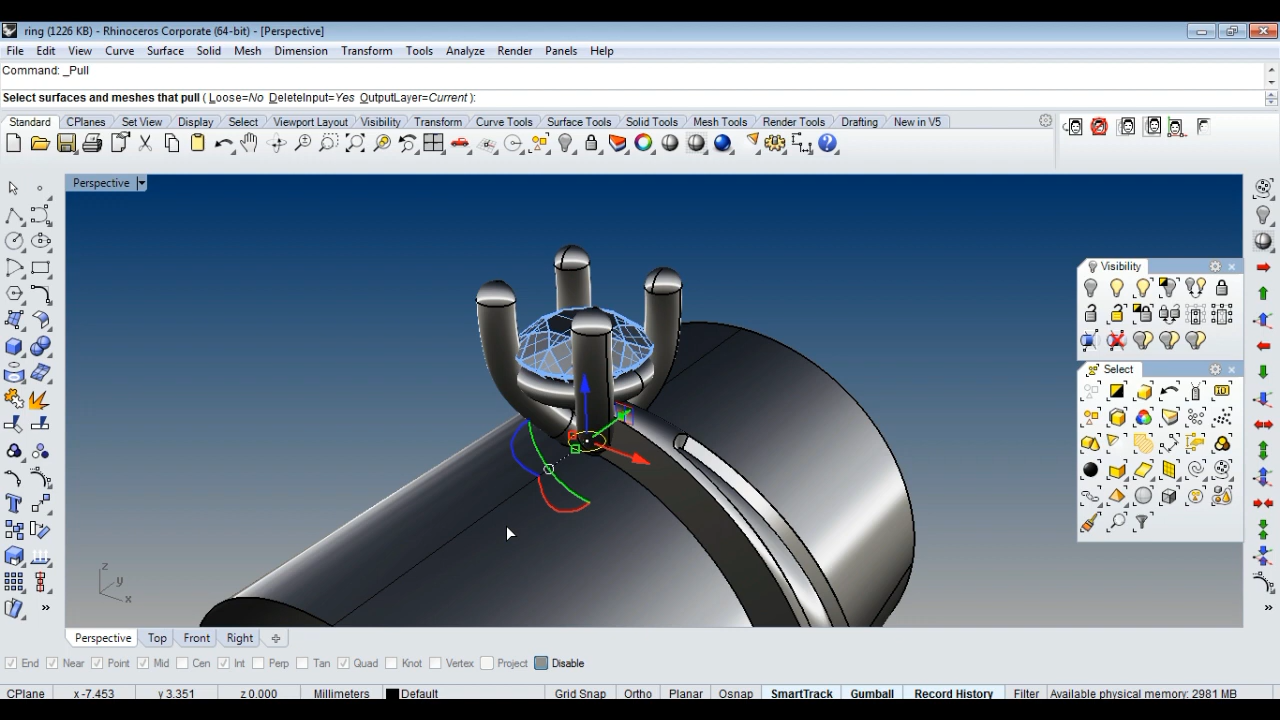 ring (1226 KB) - Rhinoceros Corporate (64-bit) - [Perspective]
File Edit View Curve Surface Solid Mesh Dimension Transform Tools Analyze Render Panels Help
Command: _Pull
Select surfaces and meshes that pull ( Loose=No DeleteInput=Yes OutputLayer=Current):
Standard CPlanes Set View Display Select Viewport Layout Visibility Transform Curve Tools Surface Tools Solid Tools Mesh Tools Render Tools Drafting New in V5
Perspective
Visibility
Select
z
y
x
Perspective Top Front Right
End Near Point Mid Cen Int Perp Tan Quad Knot Vertex Project Disable
CPlane x -7.453 y 3.351 z 0.000 Millimeters Default Grid Snap Ortho Planar Osnap SmartTrack Gumball Record History Filter Available physical memory: 2981 MB